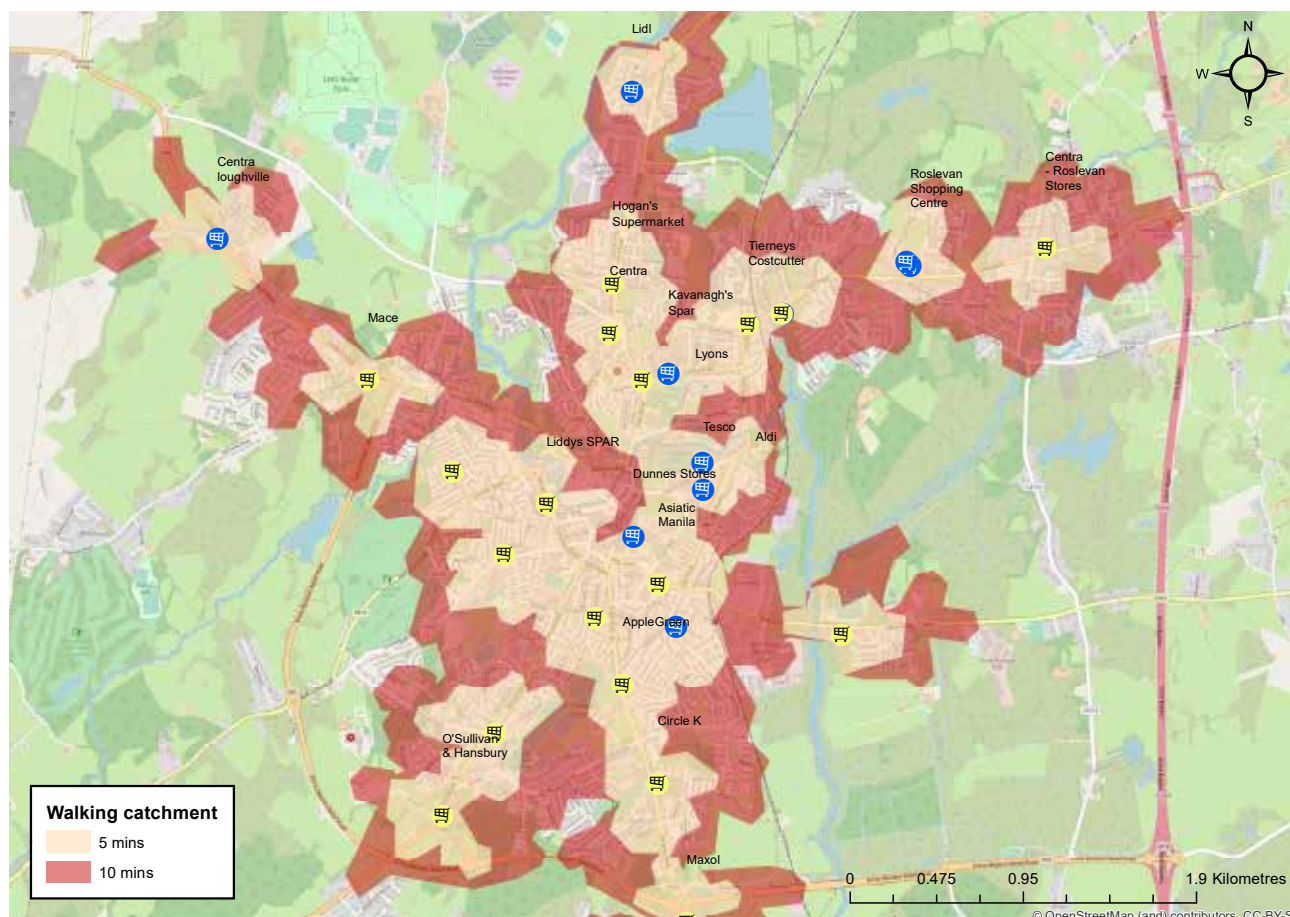 Lidl
N
W
S
Centra
loughville
Centra
- Roslevan
Stores
Roslevan
Shopping
Centre
Hogan's
Supermarket
Tierneys
Costcutter
Centra
Kavanagh's
Spar
Mace
Lyons
Tesco
Aldi
Liddys SPAR
Dunnes Stores
Asiatic
Manila
AppleGreen
Circle K
O'Sullivan
& Hansbury
Maxol
Walking catchment
5 mins
10 mins
0 0.475 0.95 1.9 Kilometres
© OpenStreetMap (and) contributors, CC-BY-S